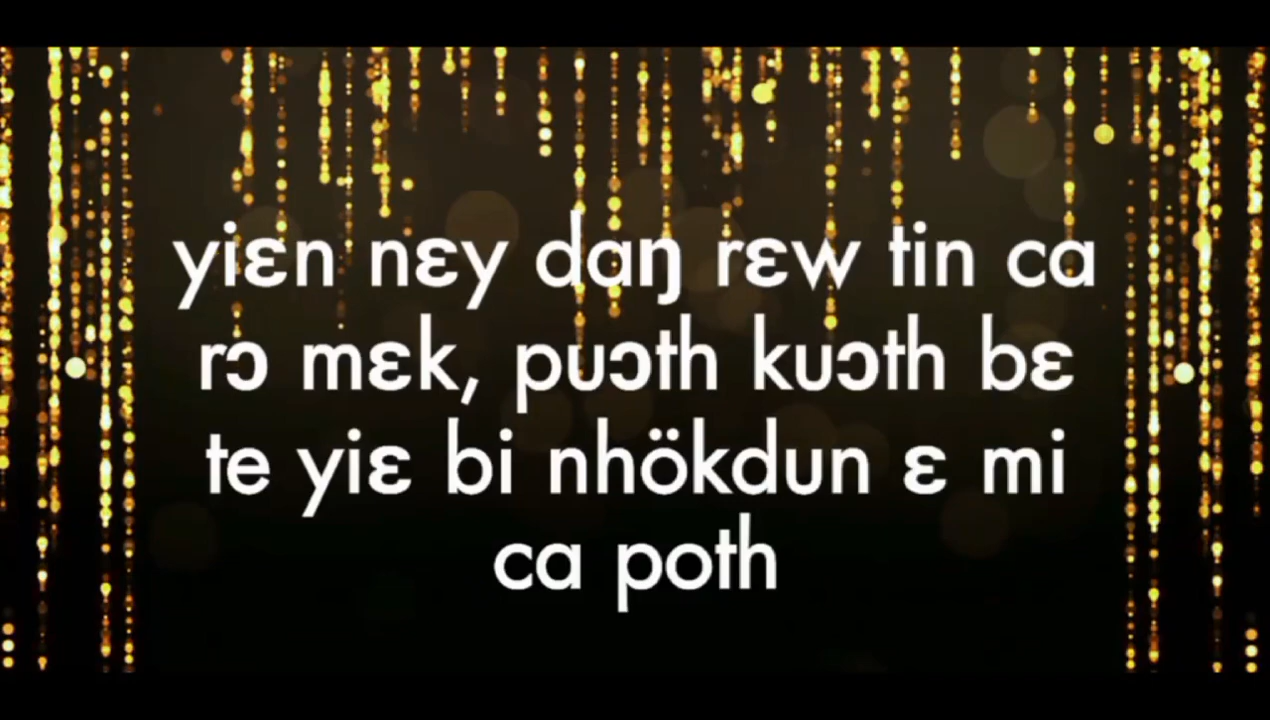 yiɛn nɛy daŋ rɛw tin ca
rɔ mɛk, puɔth kuɔth bɛ
te yiɛ bi nhökdun ɛ mi
ca poth